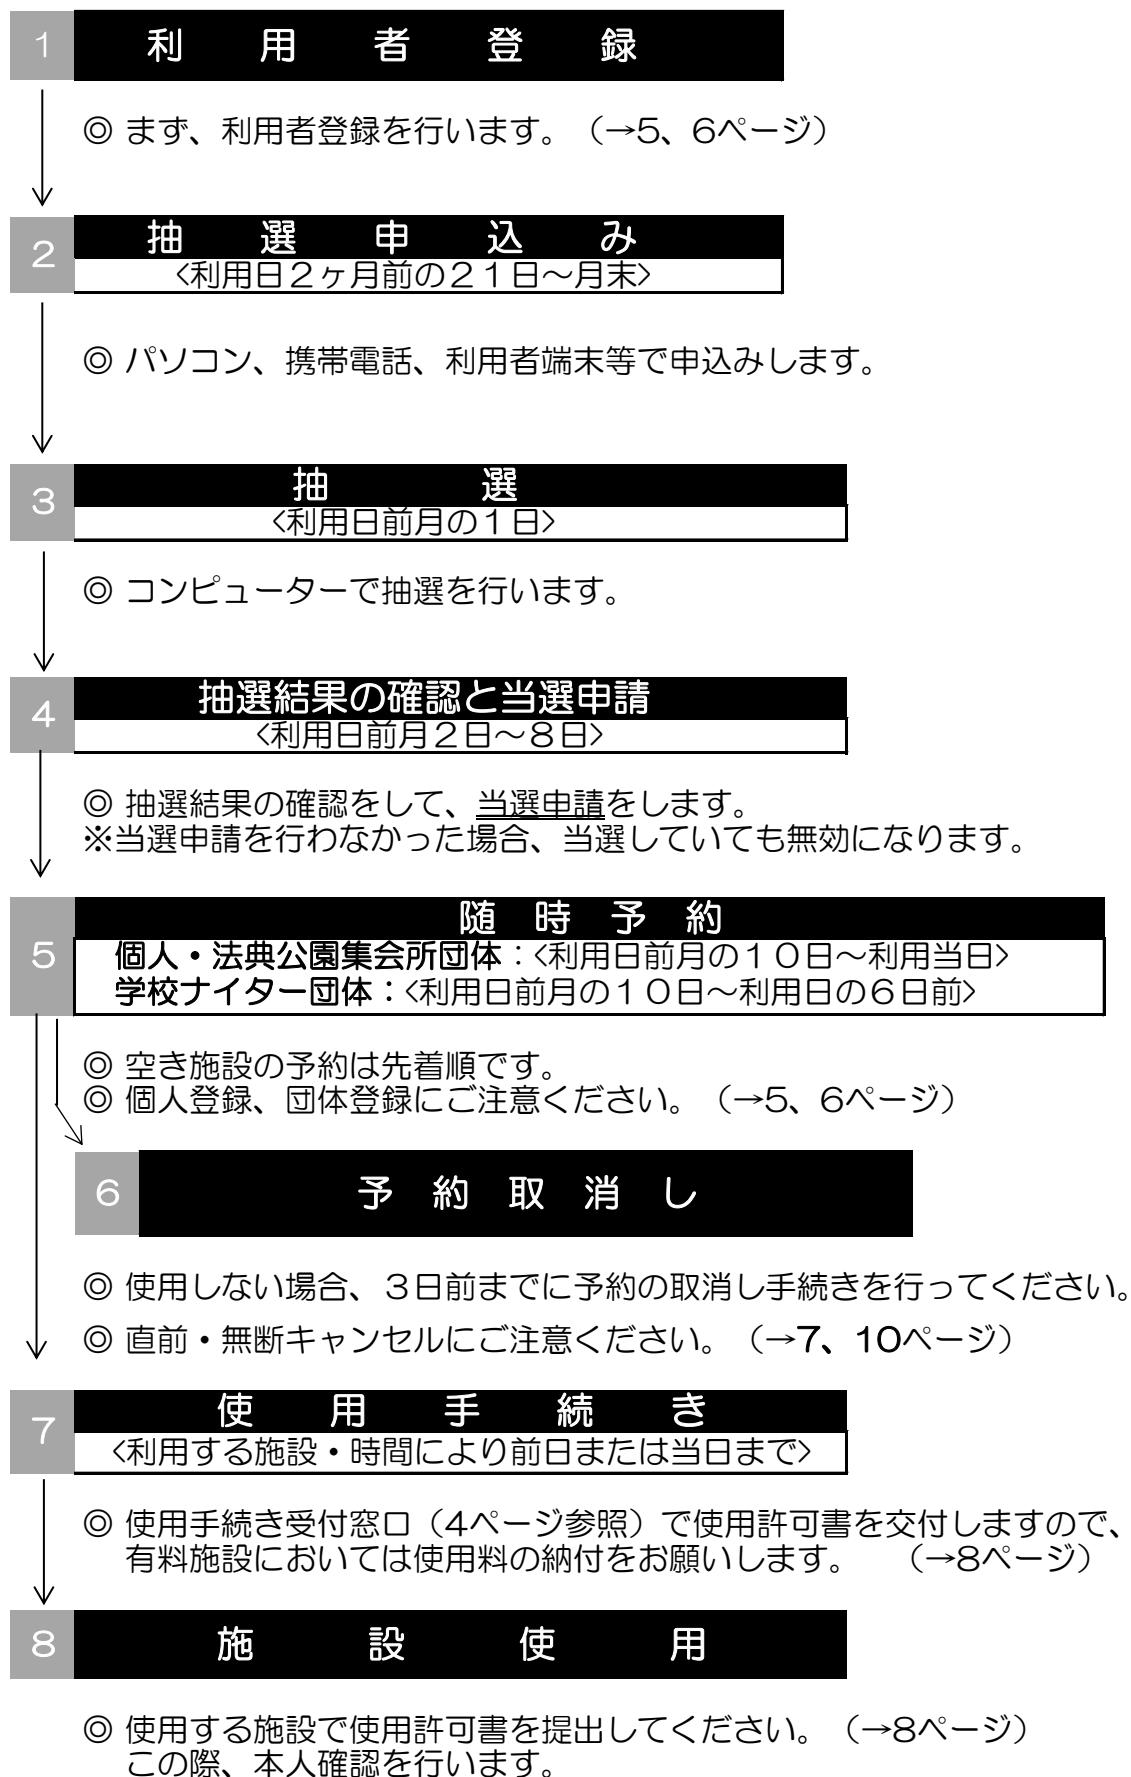 1 利用者登録
◎ まず、利用者登録を行います。（→5、6ページ）
2 抽選申込み
<利用日２ヶ月前の２１日～月末>
◎ パソコン、携帯電話、利用者端末等で申込みします。
3 抽選
<利用日前月の１日>
◎ コンピューターで抽選を行います。
4 抽選結果の確認と当選申請
<利用日前月２日～８日>
◎ 抽選結果の確認をして、当選申請をします。
※当選申請を行わなかった場合、当選していても無効になります。
5 随時予約
個人・法典公園集会所団体：<利用日前月の１０日～利用当日>
学校ナイター団体：<利用日前月の１０日～利用日の６日前>
◎ 空き施設の予約は先着順です。
◎ 個人登録、団体登録にご注意ください。（→5、6ページ）
6 予約取消し
◎ 使用しない場合、３日前までに予約の取消し手続きを行ってください。
◎ 直前・無断キャンセルにご注意ください。（→7、10ページ）
7 使用手続き
<利用する施設・時間により前日または当日まで>
◎ 使用手続き受付窓口（4ページ参照）で使用許可書を交付しますので、
有料施設においては使用料の納付をお願いします。　（→8ページ）
8 施設使用
◎ 使用する施設で使用許可書を提出してください。（→8ページ）
この際、本人確認を行います。